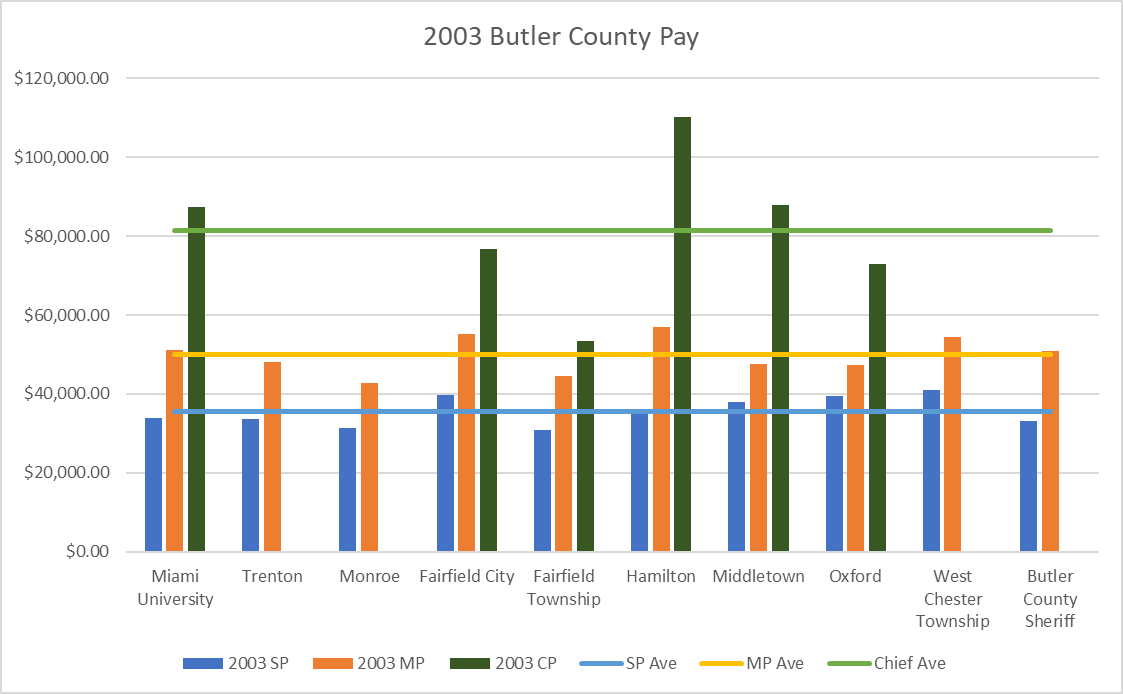 2003 Butler County Pay
$120,000.00
$100,000.00
$80,000.00
$60,000.00
$40,000.00
$20,000.00
$0.00
Miami
University
Trenton
Monroe
Fairfield City
Fairfield
Township
Hamilton
Middletown
Oxford
West
Chester
Township
Butler
County
Sheriff
2003 SP
2003 MP
2003 CP
SP Ave
MP Ave
Chief Ave